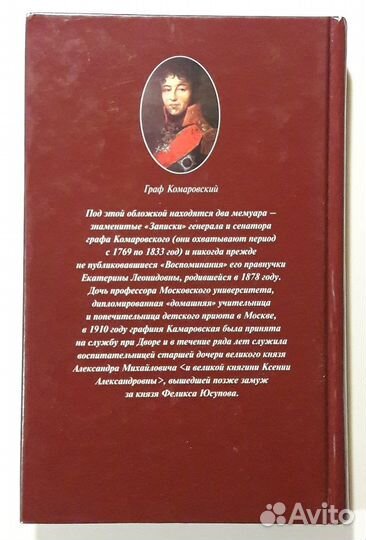 Граф Комаровский
Под этой обложкой находятся два мемуара –
знаменитые «Записки» генерала и сенатора
графа Комаровского (они охватывают период
с 1769 по 1833 год) и никогда прежде
не публиковавшиеся «Воспоминания» его правнучки
Екатерины Леонидовны, родившейся в 1878 году.
Дочь профессора Московского университета,
дипломированная «домашняя» учительница
и попечительница детского приюта в Москве,
в 1910 году графиня Камаровская была принята
на службу при Дворе и в течение ряда лет служила
воспитательницей старшей дочери великого князя
Александра Михайловича <и великой княгини Ксении
Александровны>, вышедшей позже замуж
за князя Феликса Юсупова.
Avito